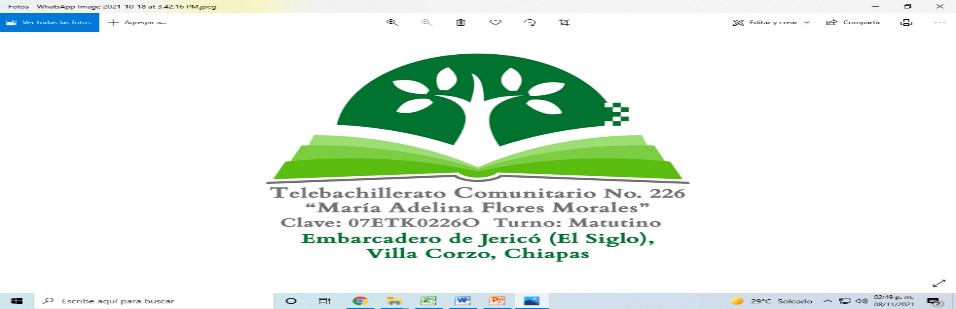 Fotos - WhatsApp Image 2021-10-18 at 3.42.16 PM.jpeg
Ver todas las fotos
Agregar a...
Editar y crear
Compartir
Telebachillerato Comunitario No. 226
“María Adelina Flores Morales”
Clave: 07ETK0226O Turno: Matutino
Embarcadero de Jericó (El Siglo),
Villa Corzo, Chiapas
Escribe aquí para buscar
29°C Soleado
02:49 p. m.
08/11/2021